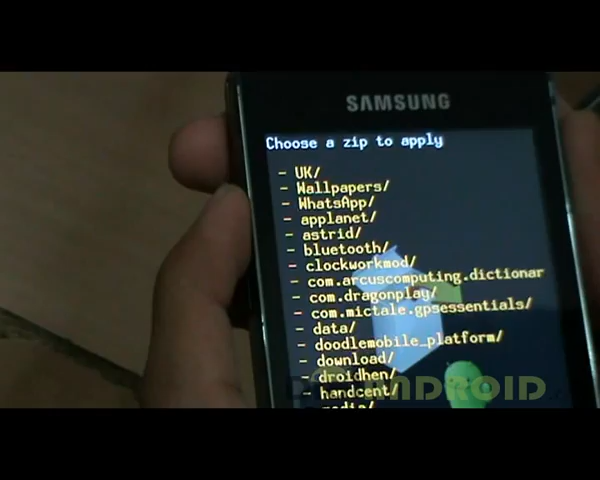 SAMSUNG
Choose a zip to apply
- UK/
- Wallpapers/
- WhatsApp/
- applanet/
- astrid/
- bluetooth/
- clockworkmod/
- com.arcuscomputing.dictionar
- com.dragonplay/
- com.mictale.gpsessentials/
- data/
- doodlemobile_platform/
- download/
- droidhen/
- handcent/
- media/